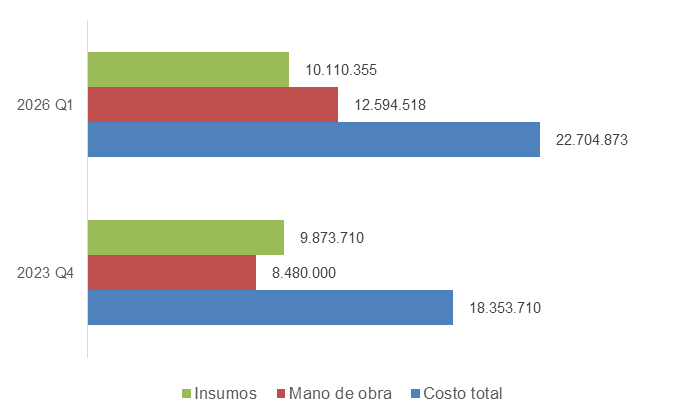 10.110.355
2026 Q1
12.594.518
22.704.873
9.873.710
2023 Q4
8.480.000
18.353.710
Insumos Mano de obra Costo total